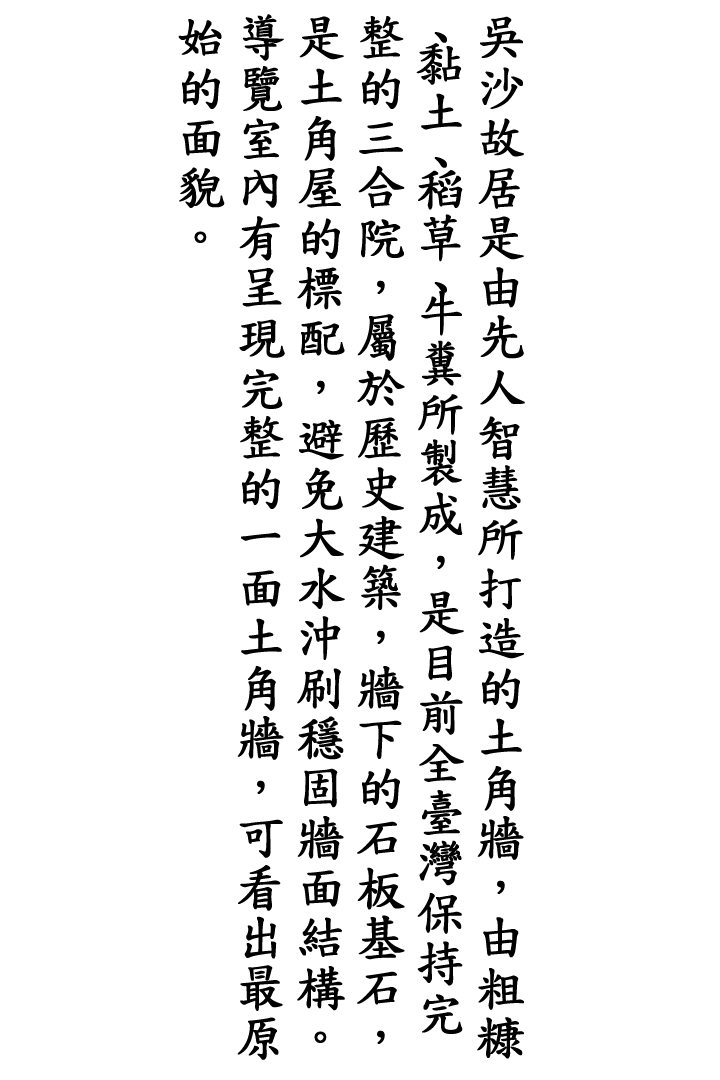 吳沙故居是由先人智慧所打造的土角牆，由粗糠
、黏土、稻草、牛糞所製成，是目前全臺灣保持完
整的三合院，屬於歷史建築，牆下的石板基石，
是土角屋的標配，避免大水沖刷穩固牆面結構。
導覽室內有呈現完整的一面土角牆，可看出最原
始的面貌。